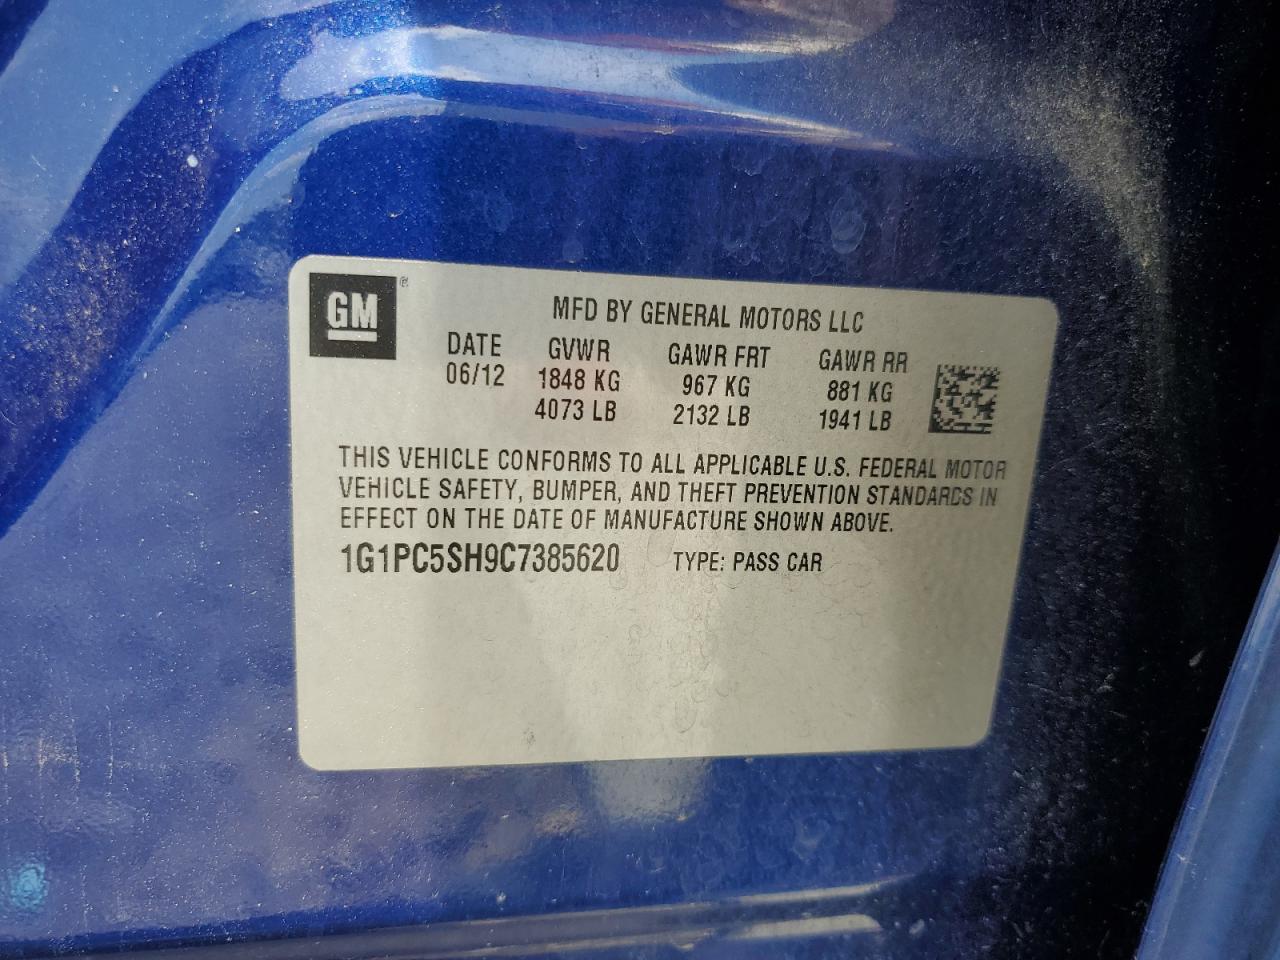 GM
MFD BY GENERAL MOTORS LLC
DATE GVWR GAWR FRT GAWR RR
06/12 1848 KG 967 KG 881 KG
4073 LB 2132 LB 1941 LB
THIS VEHICLE CONFORMS TO ALL APPLICABLE U.S. FEDERAL MOTOR
VEHICLE SAFETY, BUMPER, AND THEFT PREVENTION STANDARDS IN
EFFECT ON THE DATE OF MANUFACTURE SHOWN ABOVE.
1G1PC5SH9C7385620 TYPE: PASS CAR